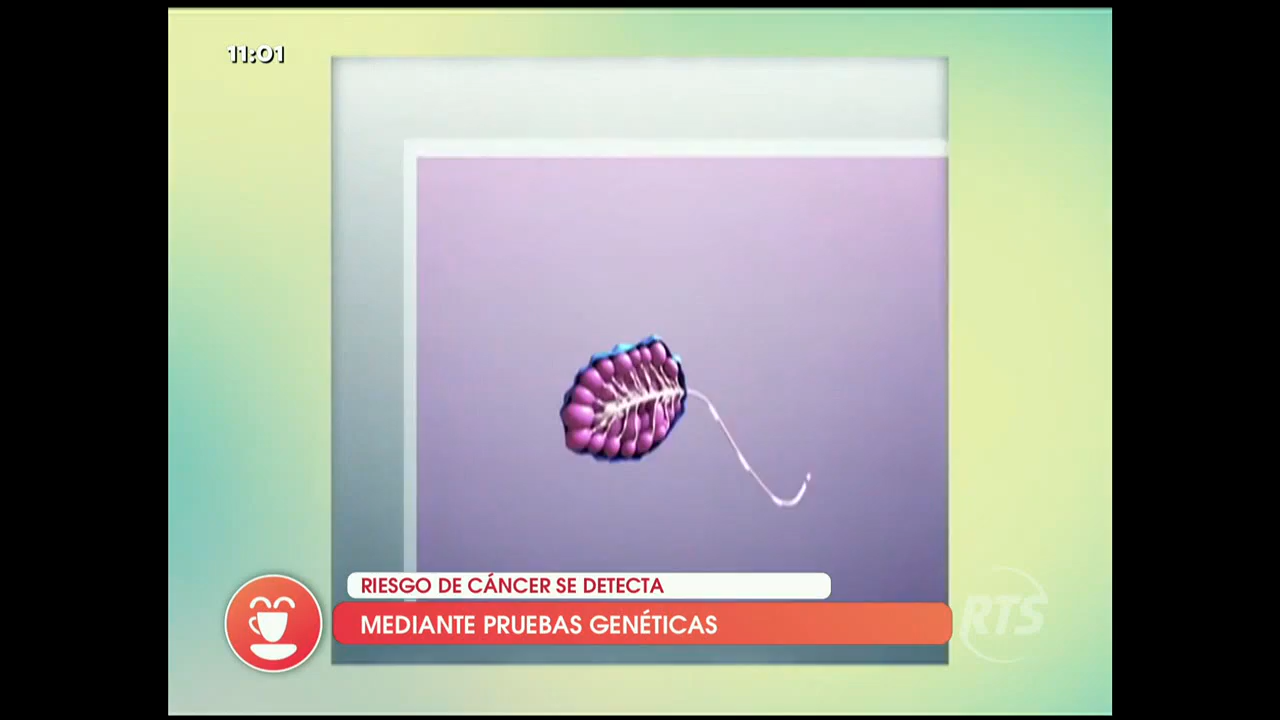 11:01
RIESGO DE CÁNCER SE DETECTA
MEDIANTE PRUEBAS GENÉTICAS
RTS